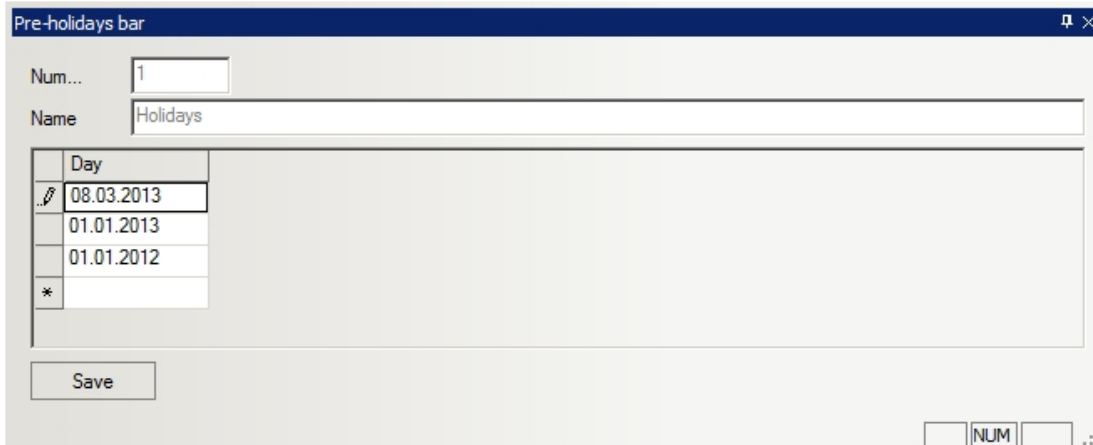 Pre-holidays bar
Num... 1
Name Holidays
Day
08.03.2013
01.01.2013
01.01.2012
*
Save
NUM